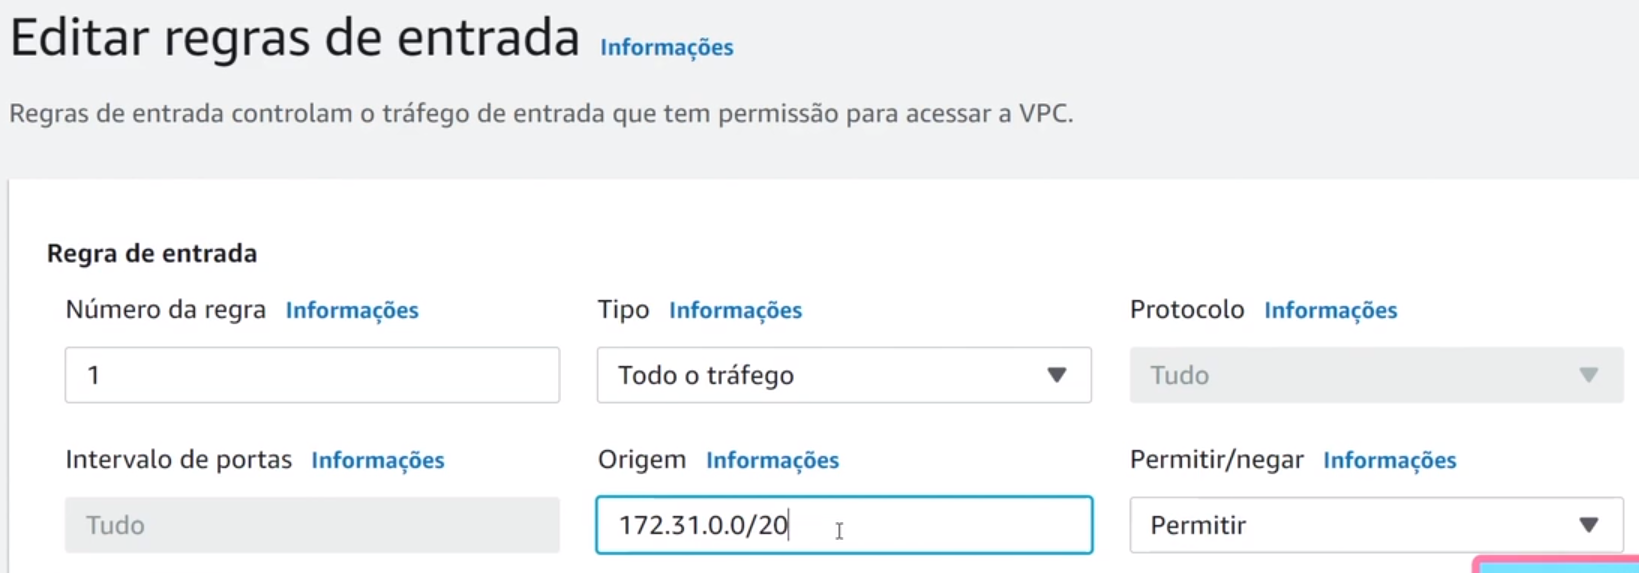 Editar regras de entrada Informações
Regras de entrada controlam o tráfego de entrada que tem permissão para acessar a VPC.
Regra de entrada
Número da regra Informações Tipo Informações Protocolo Informações
1 Todo o tráfego Tudo
Intervalo de portas Informações Origem Informações Permitir/negar Informações
Tudo 172.31.0.0/20 Permitir